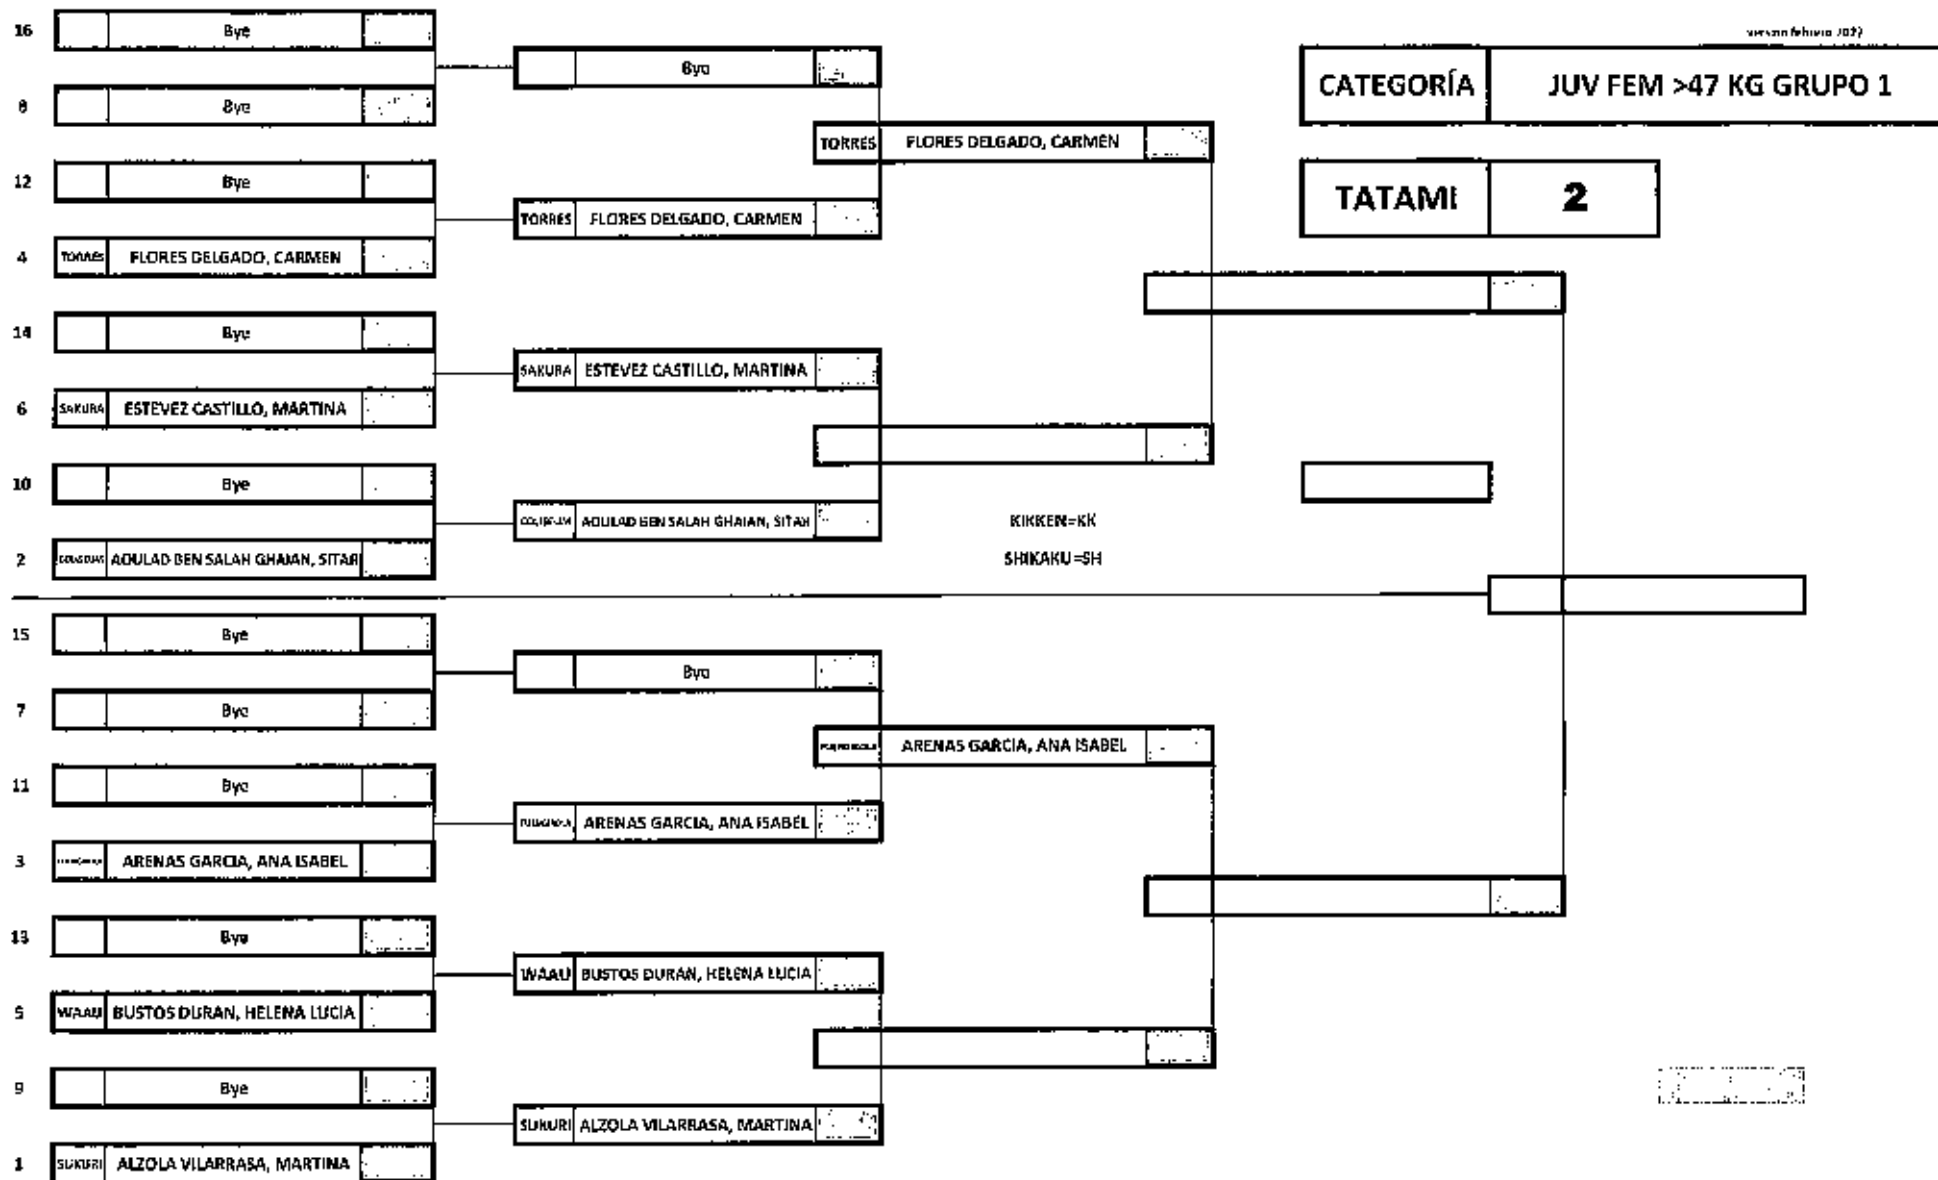 version febrero 2022
CATEGORÍA JUV FEM >47 KG GRUPO 1
TATAMI 2
16 Bye
8 Bye
12 Bye
4 TORRES FLORES DELGADO, CARMEN
14 Bye
6 SAKURA ESTEVEZ CASTILLO, MARTINA
10 Bye
2 AOULAD BEN SALAH GHAIAN, SITAR
15 Bye
7 Bye
11 Bye
3 ARENAS GARCIA, ANA ISABEL
13 Bye
5 WAAU BUSTOS DURAN, HELENA LUCIA
9 Bye
1 SUKURI ALZOLA VILARRASA, MARTINA
Bye
TORRES FLORES DELGADO, CARMEN
SAKURA ESTEVEZ CASTILLO, MARTINA
AOULAD BEN SALAH GHAIAN, SITAR
Bye
ARENAS GARCIA, ANA ISABEL
WAAU BUSTOS DURAN, HELENA LUCIA
SUKURI ALZOLA VILARRASA, MARTINA
TORRES FLORES DELGADO, CARMEN
ARENAS GARCIA, ANA ISABEL
KIKKEN=KK
SHIKAKU=SH